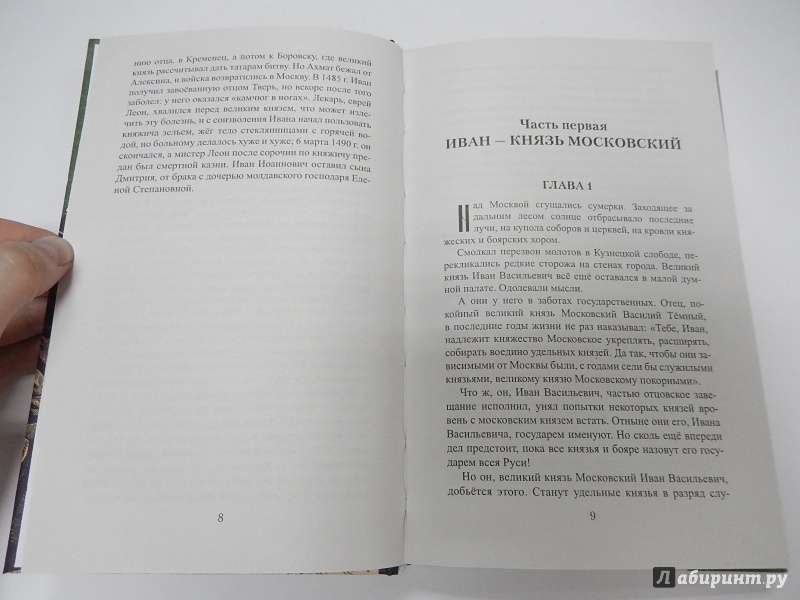 нию отца, в Кременец, а потом к Боровску, где великий
князь рассчитывал дать татарам битву. Но Ахмат бежал от
Алексина, и войска возвратились в Москву. В 1485 г. Иван
получил завоёванную отцом Тверь, но вскоре после того
заболел: у него оказался «камчюг в ногах». Лекарь, еврей
Леон, хвалился перед великим князем, что может изле-
чить эту болезнь, и с соизволения Ивана начал пользовать
княжича зельем, жёг тело стеклянницами с горячей во-
дой, но больному делалось хуже и хуже; 6 марта 1490 г. он
скончался, а мистер Леон после сорочин по княжичу пре-
дан был смертной казни. Иван Иоаннович оставил сына
Дмитрия, от брака с дочерью молдавского господаря Еле-
ной Степановной.
8
Часть первая
ИВАН – КНЯЗЬ МОСКОВСКИЙ
ГЛАВА 1
Над Москвой сгущались сумерки. Заходящее за
дальним лесом солнце отбрасывало последние
лучи, на купола соборов и церквей, на кровли кня-
жеских и боярских хором.
Смолкал перезвон молотов в Кузнецкой слободе, пе-
рекликались редкие сторожа на стенах города. Великий
князь Иван Васильевич всё ещё оставался в малой дум-
ной палате. Одолевали мысли.
А они у него в заботах государственных. Отец, по-
койный великий князь Московский Василий Тёмный,
в последние годы жизни не раз наказывал: «Тебе, Иван,
надлежит княжество Московское укреплять, расширять,
собирать воедино удельных князей. Да так, чтобы они за-
висимыми от Москвы были, с годами сели бы служилыми
князьями, великому князю Московскому покорными».
Что ж, он, Иван Васильевич, частью отцовское заве-
щание исполнил, унял попытки некоторых князей вро-
вень с московским князем встать. Отныне они его, Ивана
Васильевича, государем именуют. Но сколь ещё впереди
дел предстоит, пока все князья и бояре назовут его госу-
дарем всея Руси!
Но он, великий князь Московский Иван Васильевич,
добьётся этого. Станут удельные князья в разряд слу-
9
Лабиринт.ру